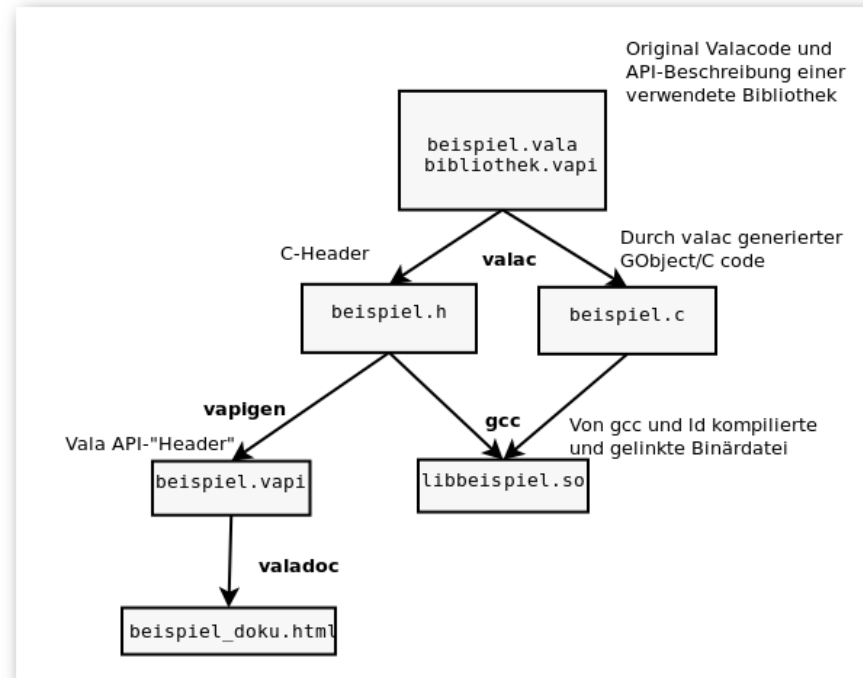 Original Valacode und
API-Beschreibung einer
verwendete Bibliothek
beispiel.vala
bibliothek.vapi
C-Header
valac
Durch valac generierter
GObject/C code
beispiel.h
beispiel.c
vapigen
gcc
Vala API-"Header"
Von gcc und ld kompilierte
und gelinkte Binärdatei
beispiel.vapi
libbeispiel.so
valadoc
beispiel_doku.html